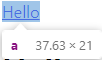 Hello
a 37.63 × 21